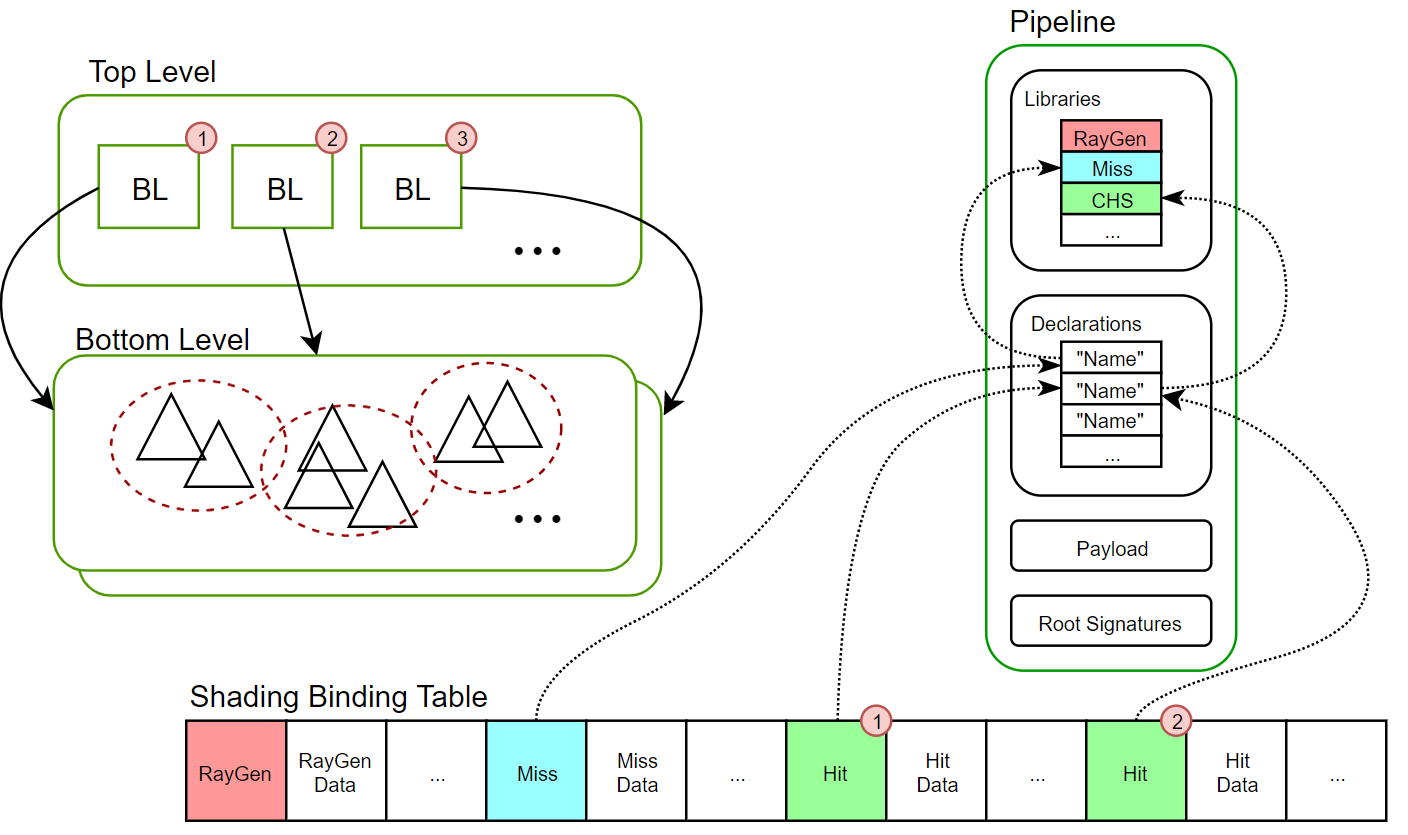 Pipeline
Top Level
Libraries
1
2
3
RayGen
BL
BL
BL
Miss
CHS
...
...
Bottom Level
Declarations
"Name"
"Name"
"Name"
...
...
Payload
Root Signatures
Shading Binding Table
1
2
RayGen
RayGen
Data
...
Miss
Miss
Data
...
Hit
Hit
Data
...
Hit
Hit
Data
...